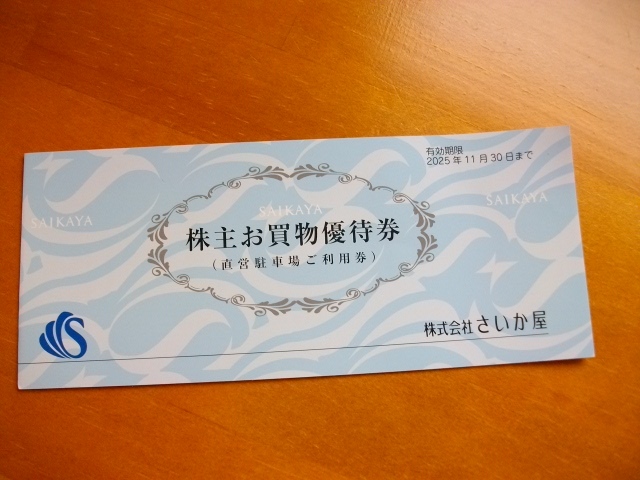 有効期限
2025年11月30日まで
SAIKAYA
SAIKAYA
SAIKAYA
株主お買物優待券
(直営駐車場ご利用券)
S
株式会社さいか屋